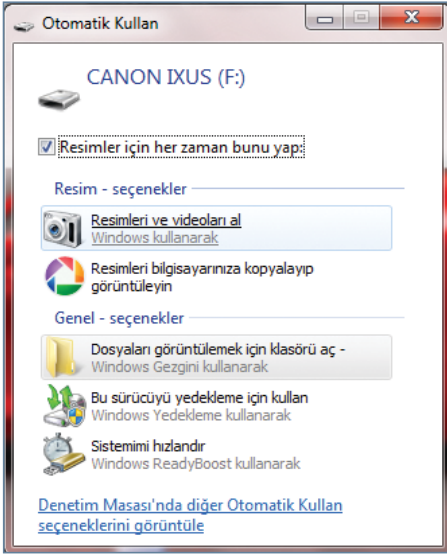 Otomatik Kullan
CANON IXUS (F:)
Resimler için her zaman bunu yap:
Resim - seçenekler
Resimleri ve videoları al
Windows kullanarak
Resimleri bilgisayarınıza kopyalayıp
görüntüleyin
Genel - seçenekler
Dosyaları görüntülemek için klasörü aç -
Windows Gezgini kullanarak
Bu sürücüyü yedekleme için kullan
Windows Yedekleme kullanarak
Sistemimi hızlandır
Windows ReadyBoost kullanarak
Denetim Masası'nda diğer Otomatik Kullan
seçeneklerini görüntüle